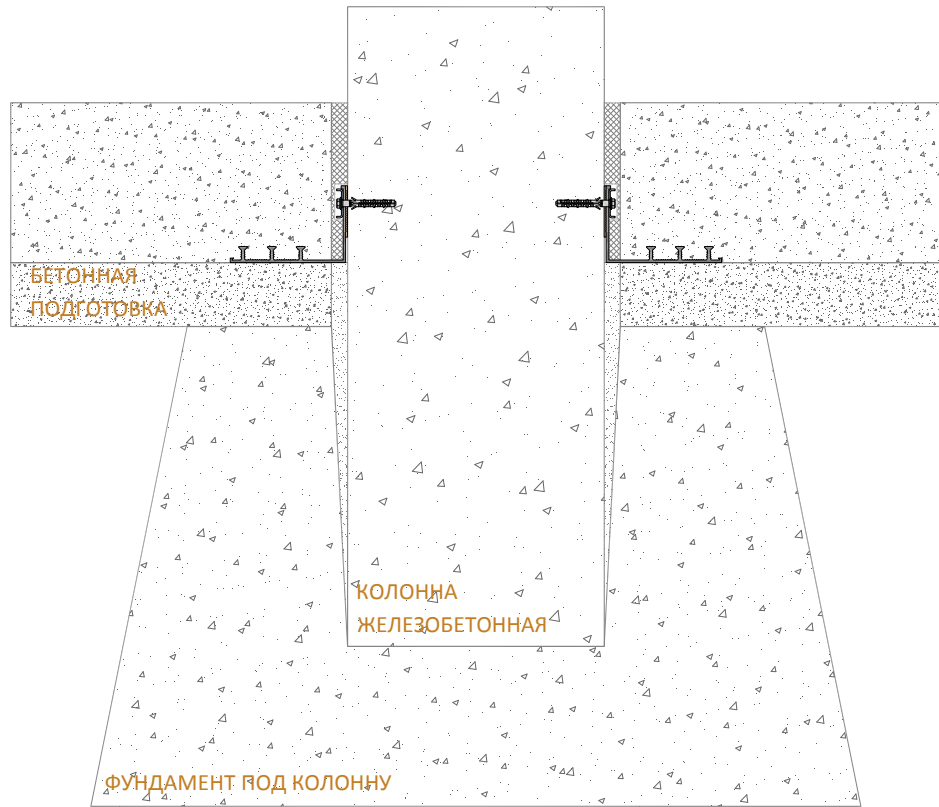 БЕТОННАЯ
ПОДГОТОВКА
КОЛОННА
ЖЕЛЕЗОБЕТОННАЯ
ФУНДАМЕНТ ПОД КОЛОННУ